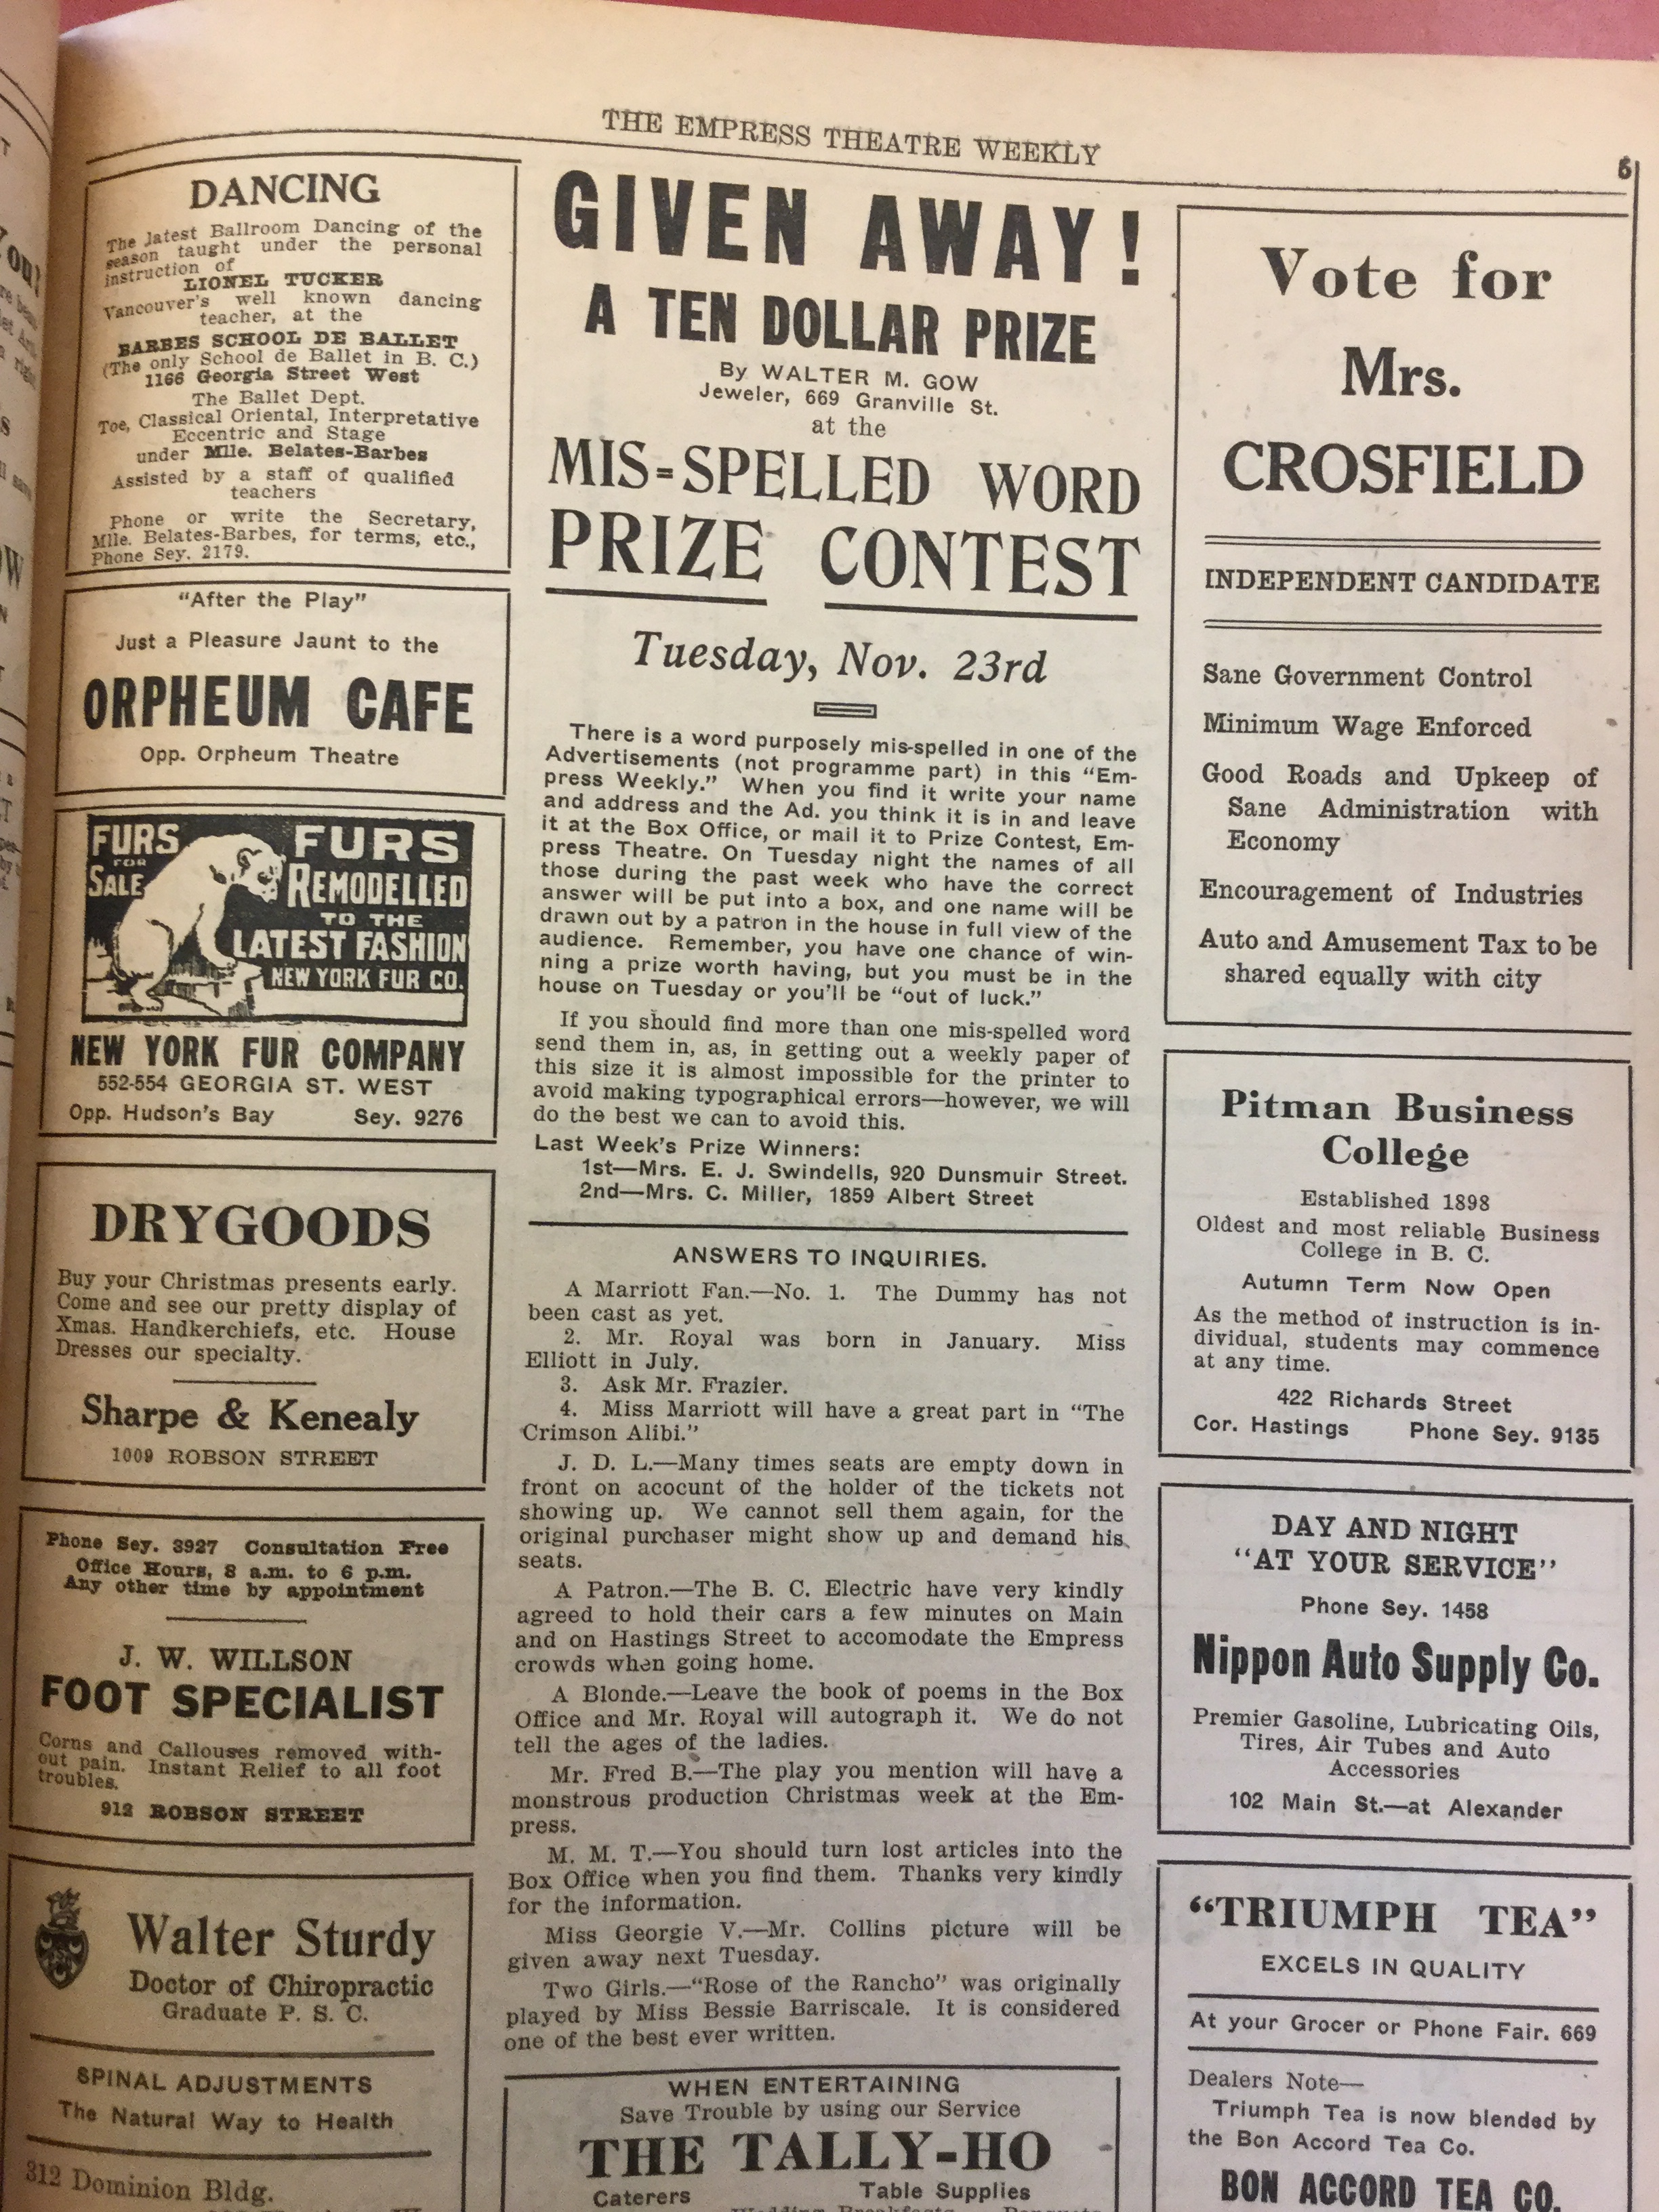 THE EMPRESS THEATRE WEEKLY
5
DANCING
The latest Ballroom Dancing of the
season taught under the personal
instruction of
LIONEL TUCKER
Vancouver's well known dancing
teacher, at the
BARBES SCHOOL DE BALLET
(The only School de Ballet in B. C.)
1166 Georgia Street West
The Ballet Dept.
Toe, Classical Oriental, Interpretative
Eccentric and Stage
under Mlle. Belates-Barbes
Assisted by a staff of qualified
teachers
Phone or write the Secretary,
Mlle. Belates-Barbes, for terms, etc.,
Phone Sey. 2179.
"After the Play"
Just a Pleasure Jaunt to the
ORPHEUM CAFE
Opp. Orpheum Theatre
FURS
FOR
SALE
FURS
REMODELLED
TO THE
LATEST FASHION
NEW YORK FUR CO.
NEW YORK FUR COMPANY
552-554 GEORGIA ST. WEST
Opp. Hudson's Bay Sey. 9276
DRYGOODS
Buy your Christmas presents early.
Come and see our pretty display of
Xmas. Handkerchiefs, etc. House
Dresses our specialty.
Sharpe & Kenealy
1009 ROBSON STREET
Phone Sey. 3927 Consultation Free
Office Hours, 8 a.m. to 6 p.m.
Any other time by appointment
J. W. WILLSON
FOOT SPECIALIST
Corns and Callouses removed with-
out pain. Instant Relief to all foot
troubles.
912 ROBSON STREET
Walter Sturdy
Doctor of Chiropractic
Graduate P. S. C.
SPINAL ADJUSTMENTS
The Natural Way to Health
312 Dominion Bldg.
GIVEN AWAY!
A TEN DOLLAR PRIZE
By WALTER M. GOW
Jeweler, 669 Granville St.
at the
MIS=SPELLED WORD
PRIZE CONTEST
Tuesday, Nov. 23rd
There is a word purposely mis-spelled in one of the
Advertisements (not programme part) in this "Em-
press Weekly." When you find it write your name
and address and the Ad. you think it is in and leave
it at the Box Office, or mail it to Prize Contest, Em-
press Theatre. On Tuesday night the names of all
those during the past week who have the correct
answer will be put into a box, and one name will be
drawn out by a patron in the house in full view of the
audience. Remember, you have one chance of win-
ning a prize worth having, but you must be in the
house on Tuesday or you'll be "out of luck."
If you should find more than one mis-spelled word
send them in, as, in getting out a weekly paper of
this size it is almost impossible for the printer to
avoid making typographical errors—however, we will
do the best we can to avoid this.
Last Week's Prize Winners:
1st—Mrs. E. J. Swindells, 920 Dunsmuir Street.
2nd—Mrs. C. Miller, 1859 Albert Street
ANSWERS TO INQUIRIES.
A Marriott Fan.—No. 1. The Dummy has not
been cast as yet.
2. Mr. Royal was born in January. Miss
Elliott in July.
3. Ask Mr. Frazier.
4. Miss Marriott will have a great part in "The
Crimson Alibi."
J. D. L.—Many times seats are empty down in
front on acocunt of the holder of the tickets not
showing up. We cannot sell them again, for the
original purchaser might show up and demand his
seats.
A Patron.—The B. C. Electric have very kindly
agreed to hold their cars a few minutes on Main
and on Hastings Street to accomodate the Empress
crowds when going home.
A Blonde.—Leave the book of poems in the Box
Office and Mr. Royal will autograph it. We do not
tell the ages of the ladies.
Mr. Fred B.—The play you mention will have a
monstrous production Christmas week at the Em-
press.
M. M. T.—You should turn lost articles into the
Box Office when you find them. Thanks very kindly
for the information.
Miss Georgie V.—Mr. Collins picture will be
given away next Tuesday.
Two Girls.—"Rose of the Rancho" was originally
played by Miss Bessie Barriscale. It is considered
one of the best ever written.
WHEN ENTERTAINING
Save Trouble by using our Service
THE TALLY-HO
Caterers Table Supplies
Vote for
Mrs.
CROSFIELD
INDEPENDENT CANDIDATE
Sane Government Control
Minimum Wage Enforced
Good Roads and Upkeep of
Sane Administration with
Economy
Encouragement of Industries
Auto and Amusement Tax to be
shared equally with city
Pitman Business
College
Established 1898
Oldest and most reliable Business
College in B. C.
Autumn Term Now Open
As the method of instruction is in-
dividual, students may commence
at any time.
422 Richards Street
Cor. Hastings Phone Sey. 9135
DAY AND NIGHT
"AT YOUR SERVICE"
Phone Sey. 1458
Nippon Auto Supply Co.
Premier Gasoline, Lubricating Oils,
Tires, Air Tubes and Auto
Accessories
102 Main St.—at Alexander
"TRIUMPH TEA"
EXCELS IN QUALITY
At your Grocer or Phone Fair. 669
Dealers Note—
Triumph Tea is now blended by
the Bon Accord Tea Co.
BON ACCORD TEA CO.